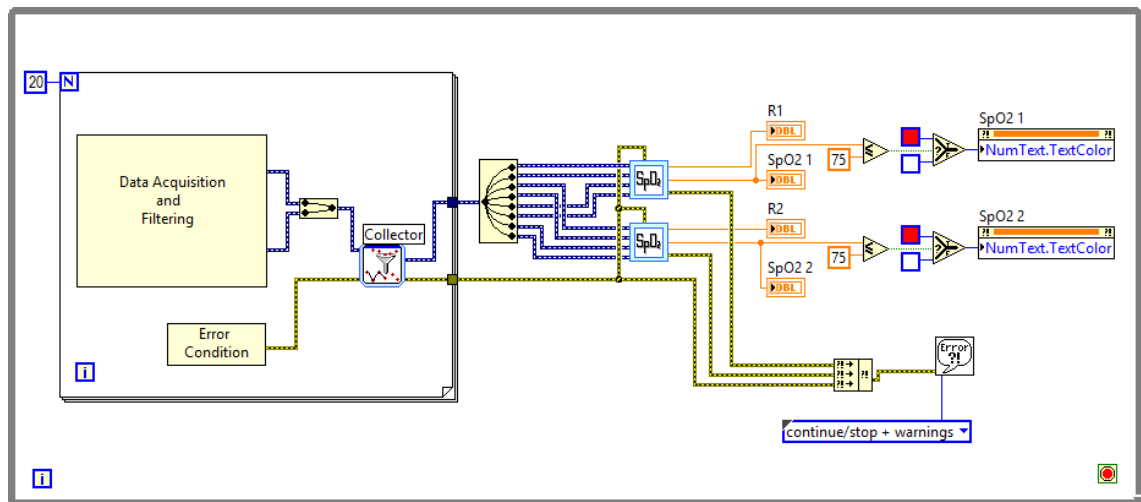 20
N
Data Acquisition
and
Filtering
Collector
Error
Condition
i
i
SpO₂
SpO₂
R1
DBL
SpO2 1
DBL
R2
DBL
SpO2 2
DBL
75
≤
?
F
SpO2 1
?! ?!
NumText.TextColor
75
≤
?
F
SpO2 2
?! ?!
NumText.TextColor
?!
?!
?!
?!
Error
?!
continue/stop + warnings